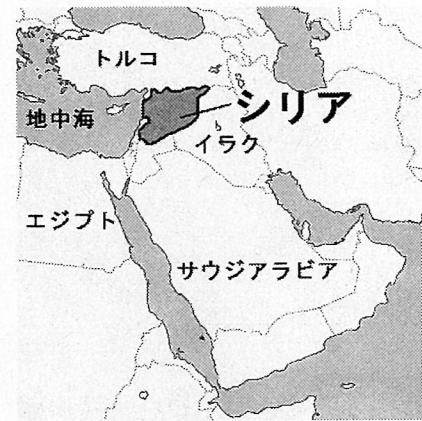 トルコ
シリア
地中海
イラク
エジプト
サウジアラビア